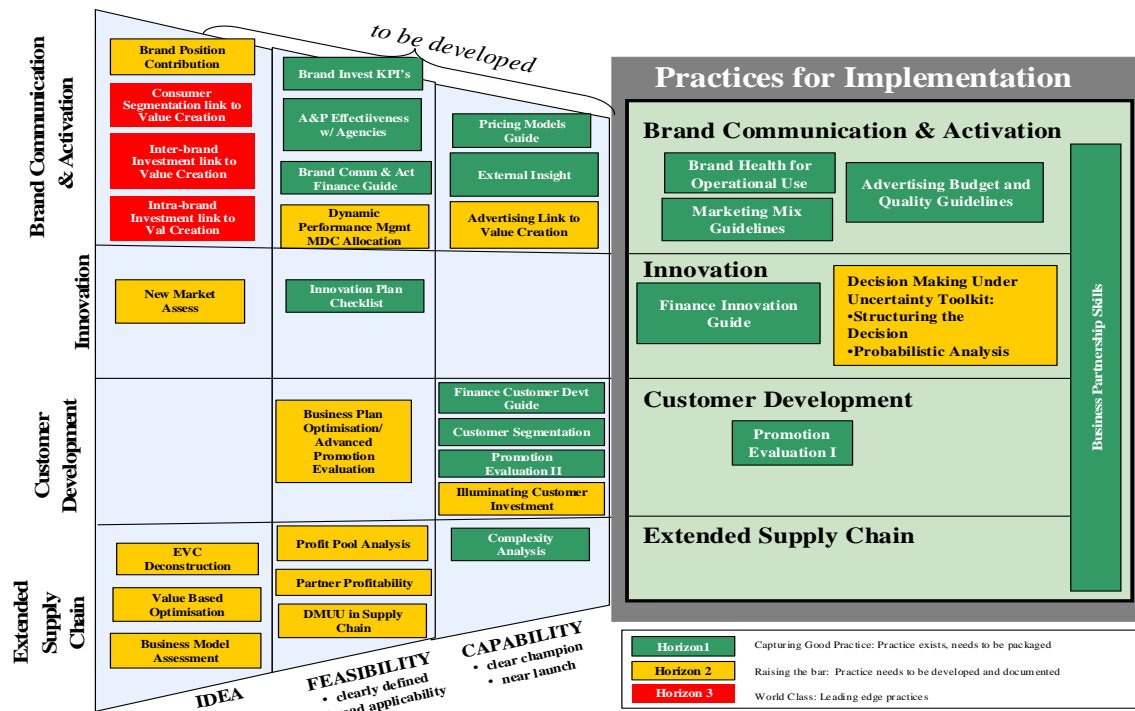 to be developed
Brand Communication
& Activation
Brand Position
Contribution
Consumer
Segmentation link to
Value Creation
Inter-brand
Investment link to
Value Creation
Intra-brand
Investment link to
Val Creation
Brand Invest KPI's
A&P Effectiiveness
w/ Agencies
Brand Comm & Act
Finance Guide
Dynamic
Performance Mgmt
MDC Allocation
Pricing Models
Guide
External Insight
Advertising Link to
Value Creation
Innovation
New Market
Assess
Innovation Plan
Checklist
Customer
Development
Business Plan
Optimisation/
Advanced
Promotion
Evaluation
Finance Customer Devt
Guide
Customer Segmentation
Promotion
Evaluation II
Illuminating Customer
Investment
Extended
Supply
Chain
EVC
Deconstruction
Value Based
Optimisation
Business Model
Assessment
Profit Pool Analysis
Partner Profitability
DMUU in Supply
Chain
Complexity
Analysis
IDEA
FEASIBILITY
• clearly defined
applicability
CAPABILITY
• clear champion
• near launch
Practices for Implementation
Brand Communication & Activation
Brand Health for
Operational Use
Marketing Mix
Guidelines
Advertising Budget and
Quality Guidelines
Innovation
Finance Innovation
Guide
Decision Making Under
Uncertainty Toolkit:
•Structuring the
Decision
•Probabilistic Analysis
Customer Development
Promotion
Evaluation I
Extended Supply Chain
Business Partnership Skills
Horizon1
Capturing Good Practice: Practice exists, needs to be packaged
Horizon 2
Raising the bar: Practice needs to be developed and documented
Horizon 3
World Class: Leading edge practices